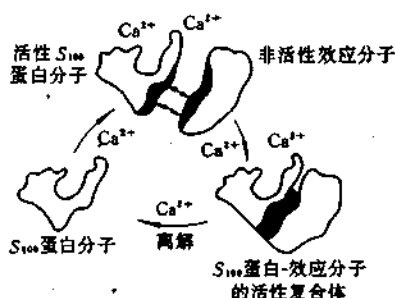 Ca²⁺ Ca²⁺
活性S₁₀₀
蛋白分子
非活性效应分子
Ca²⁺
Ca²⁺ Ca²⁺
S₁₀₀蛋白分子
Ca²⁺
离解
S₁₀₀蛋白-效应分子
的活性复合体